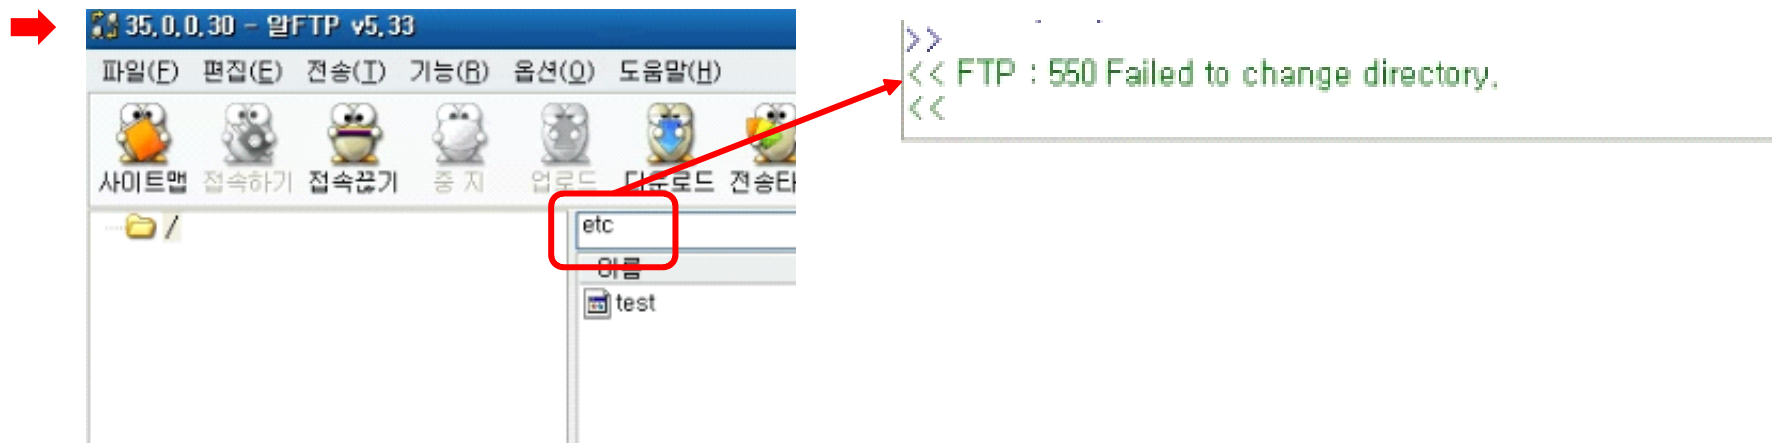 35.0.0.30 - 알FTP v5.33
파일(F) 편집(E) 전송(T) 기능(R) 옵션(O) 도움말(H)
사이트맵 접속하기 접속끊기 중 지 업로드 다운로드
/
etc
이름
test
>>
<< FTP : 550 Failed to change directory.
<<